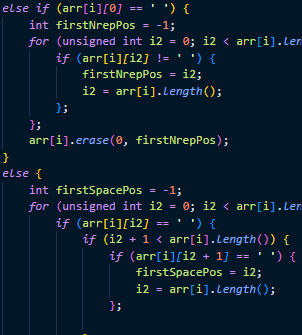 else if (arr[i][0] == ' ') {
int firstNrepPos = -1;
for (unsigned int i2 = 0; i2 < arr[i].len
if (arr[i][i2] != ' ') {
firstNrepPos = i2;
i2 = arr[i].length();
};
};
arr[i].erase(0, firstNrepPos);
}
else {
int firstSpacePos = -1;
for (unsigned int i2 = 0; i2 < arr[i].len
if (arr[i][i2] == ' ') {
if (i2 + 1 < arr[i].length()) {
if (arr[i][i2 + 1] == ' ') {
firstSpacePos = i2;
i2 = arr[i].length();
};